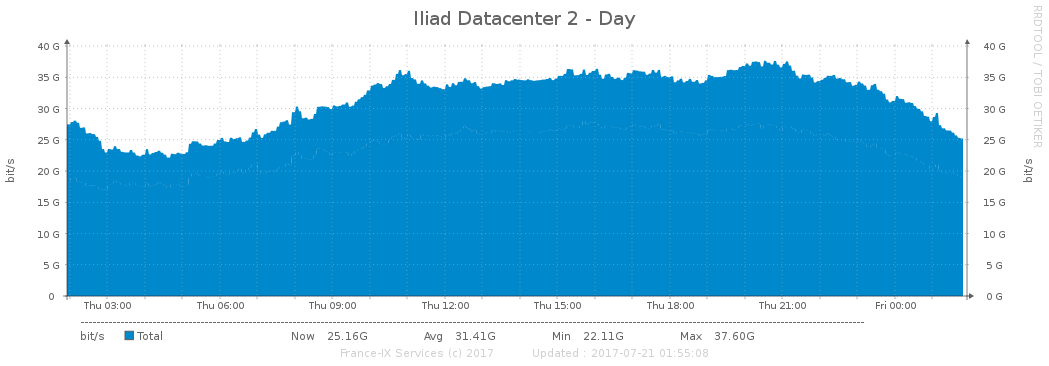 Iliad Datacenter 2 - Day
RRDTOOL / TOBI OETIKER
bit/s
40 G
35 G
30 G
25 G
20 G
15 G
10 G
5 G
0
40 G
35 G
30 G
25 G
20 G
15 G
10 G
5 G
0 G
bit/s
Thu 03:00 Thu 06:00 Thu 09:00 Thu 12:00 Thu 15:00 Thu 18:00 Thu 21:00 Fri 00:00
bit/s Total Now 25.16G Avg 31.41G Min 22.11G Max 37.60G
France-IX Services (c) 2017 Updated : 2017-07-21 01:55:08